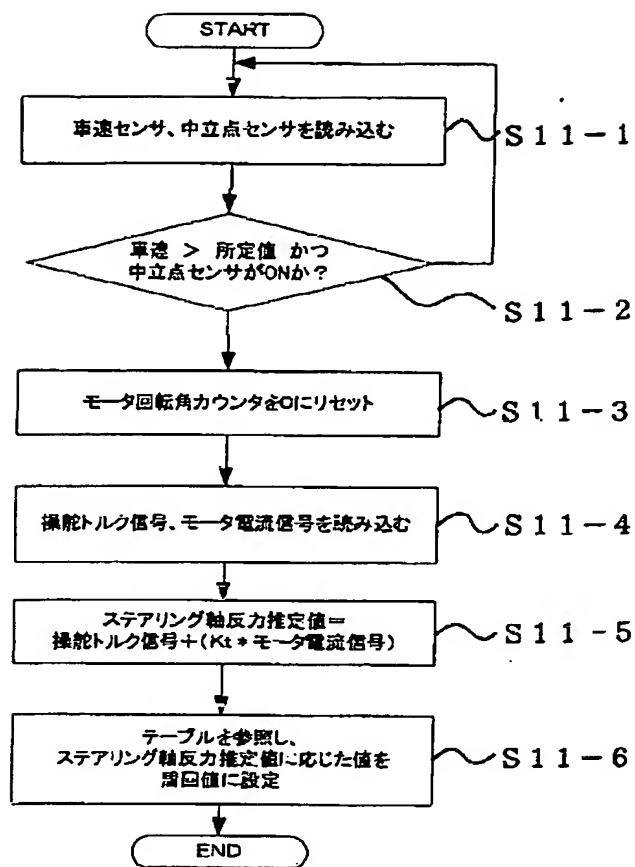 START
車速センサ、中立点センサを読み込む
S11-1
車速 > 所定値 かつ
中立点センサがONか?
S11-2
モータ回転角カウンタを0にリセット
S11-3
操舵トルク信号、モータ電流信号を読み込む
S11-4
ステアリング軸反力推定値=
操舵トルク信号+(Kt*モータ電流信号)
S11-5
テーブルを参照し、
ステアリング軸反力推定値に応じた値を
周回値に設定
S11-6
END